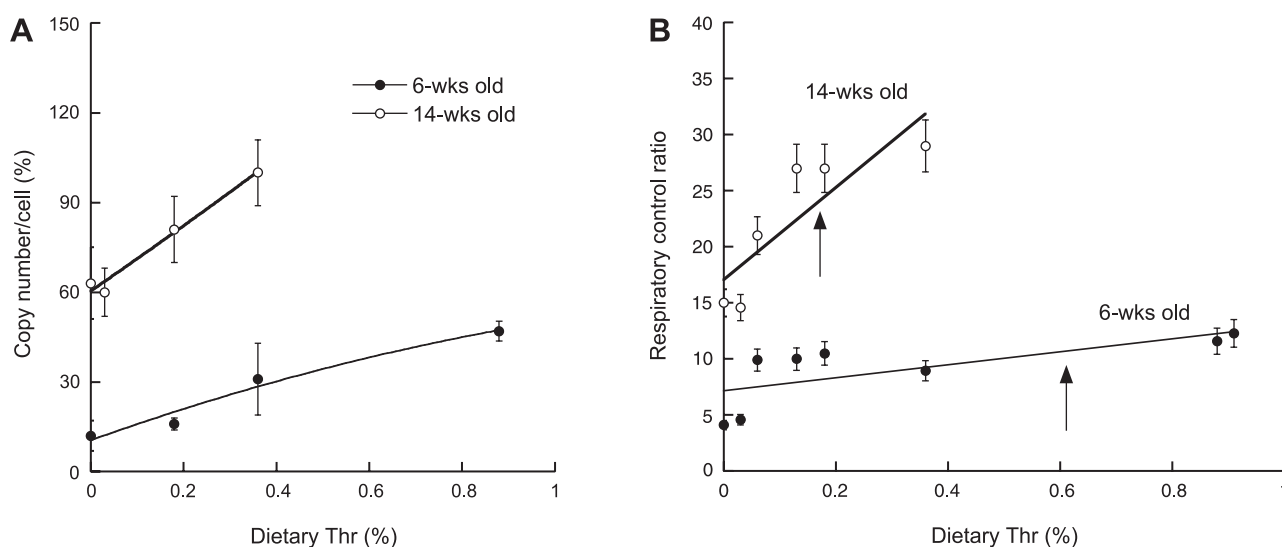 A
150
120
90
60
30
0
Copy number/cell (%)
6-wks old
14-wks old
0 0.2 0.4 0.6 0.8 1
Dietary Thr (%)
B
40
35
30
25
20
15
10
5
0
Respiratory control ratio
14-wks old
6-wks old
0 0.2 0.4 0.6 0.8 1
Dietary Thr (%)